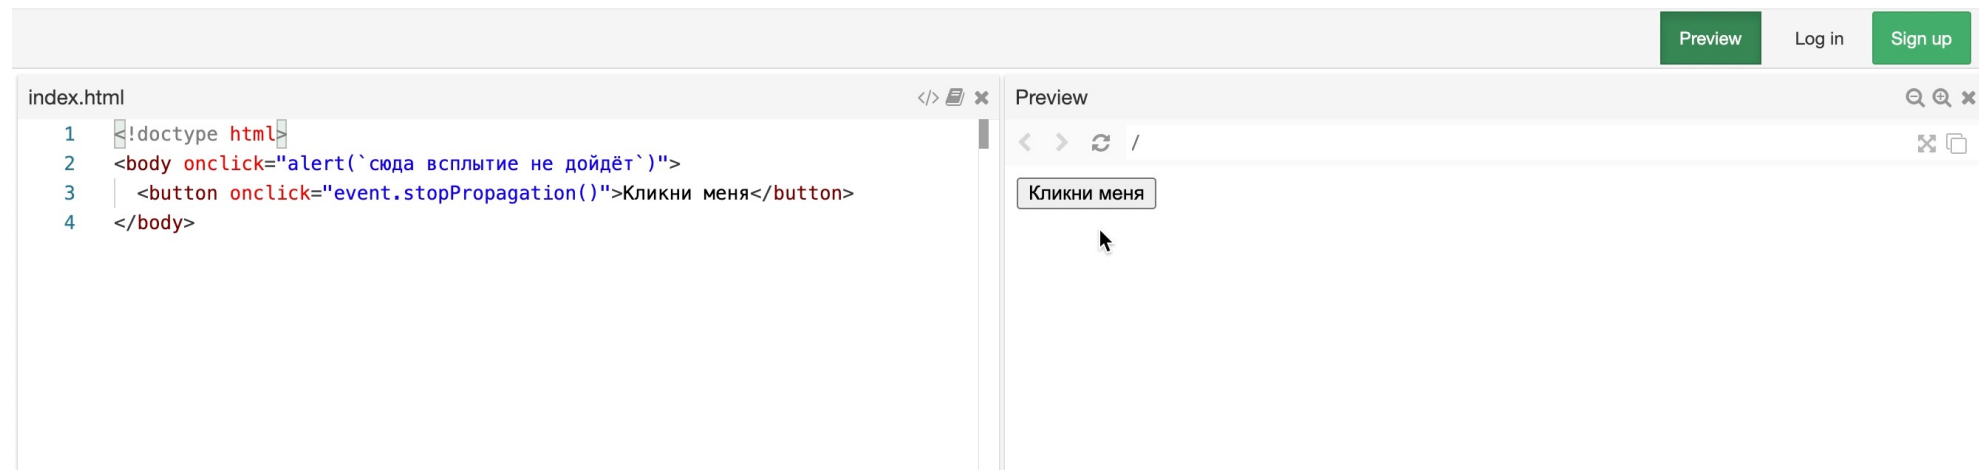 Preview Log in Sign up
index.html
1 <!doctype html>
2 <body onclick="alert(`сюда всплытие не дойдёт`)">
3 <button onclick="event.stopPropagation()">Кликни меня</button>
4 </body>
Preview
/
Кликни меня